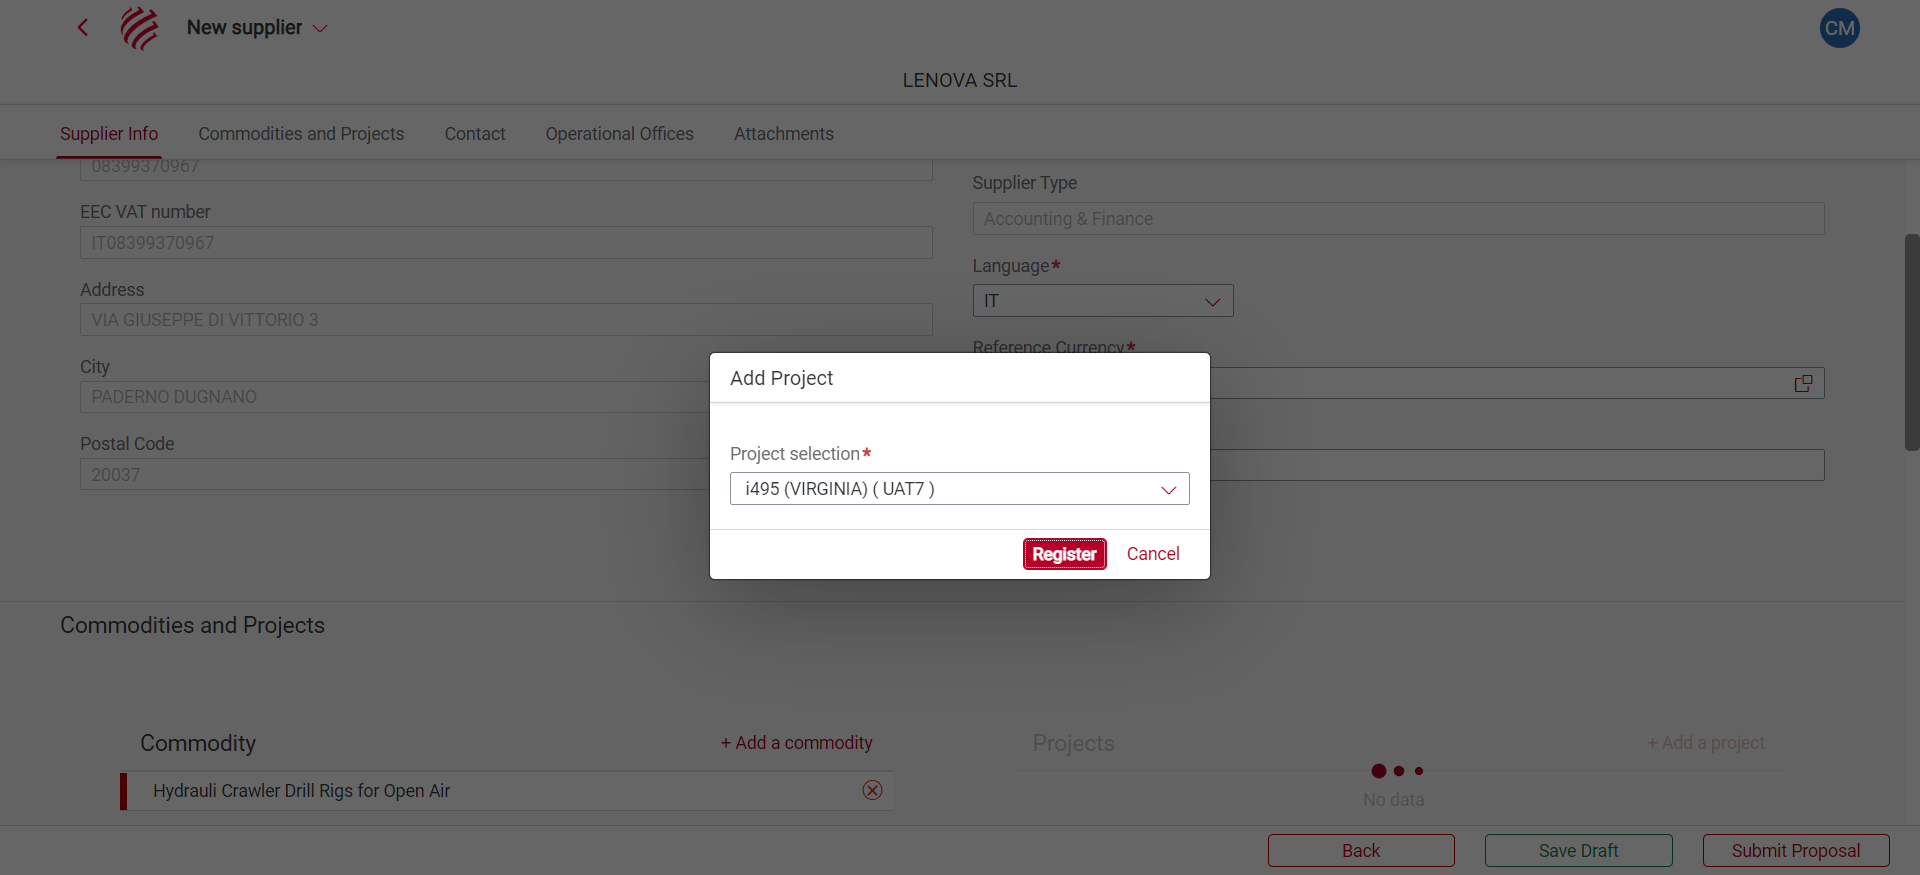 New supplier
CM
LENOVA SRL
Supplier Info
Commodities and Projects
Contact
Operational Offices
Attachments
08399370967
Supplier Type
Accounting & Finance
EEC VAT number
IT08399370967
Language*
IT
Address
VIA GIUSEPPE DI VITTORIO 3
Reference Currency*
City
PADERNO DUGNANO
Postal Code
20037
Add Project
Project selection*
i495 (VIRGINIA) ( UAT7 )
Register
Cancel
Commodities and Projects
Commodity
+ Add a commodity
Hydrauli Crawler Drill Rigs for Open Air
Projects
+ Add a project
No data
Back
Save Draft
Submit Proposal